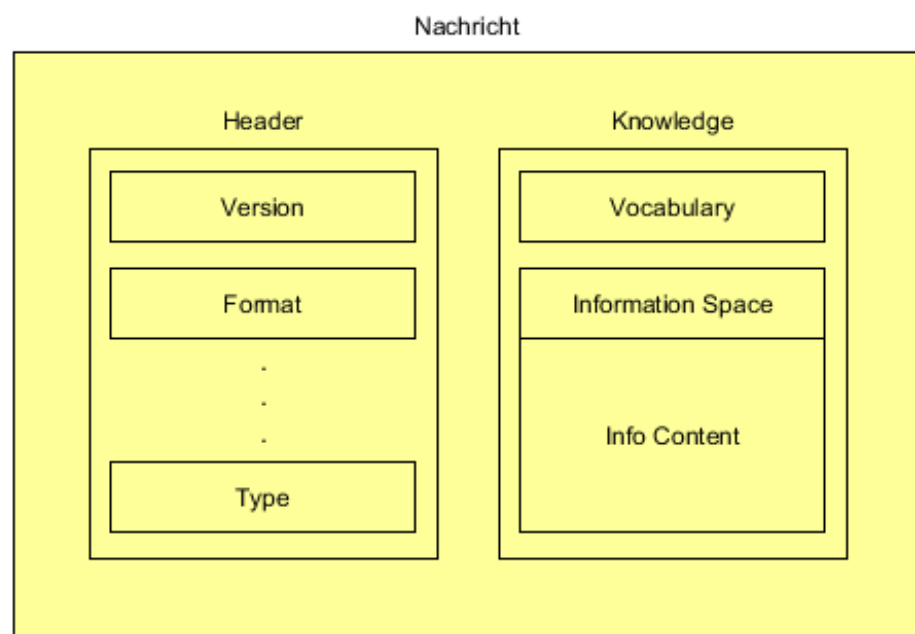 Nachricht
Header
Version
Format
.
.
.
Type
Knowledge
Vocabulary
Information Space
Info Content